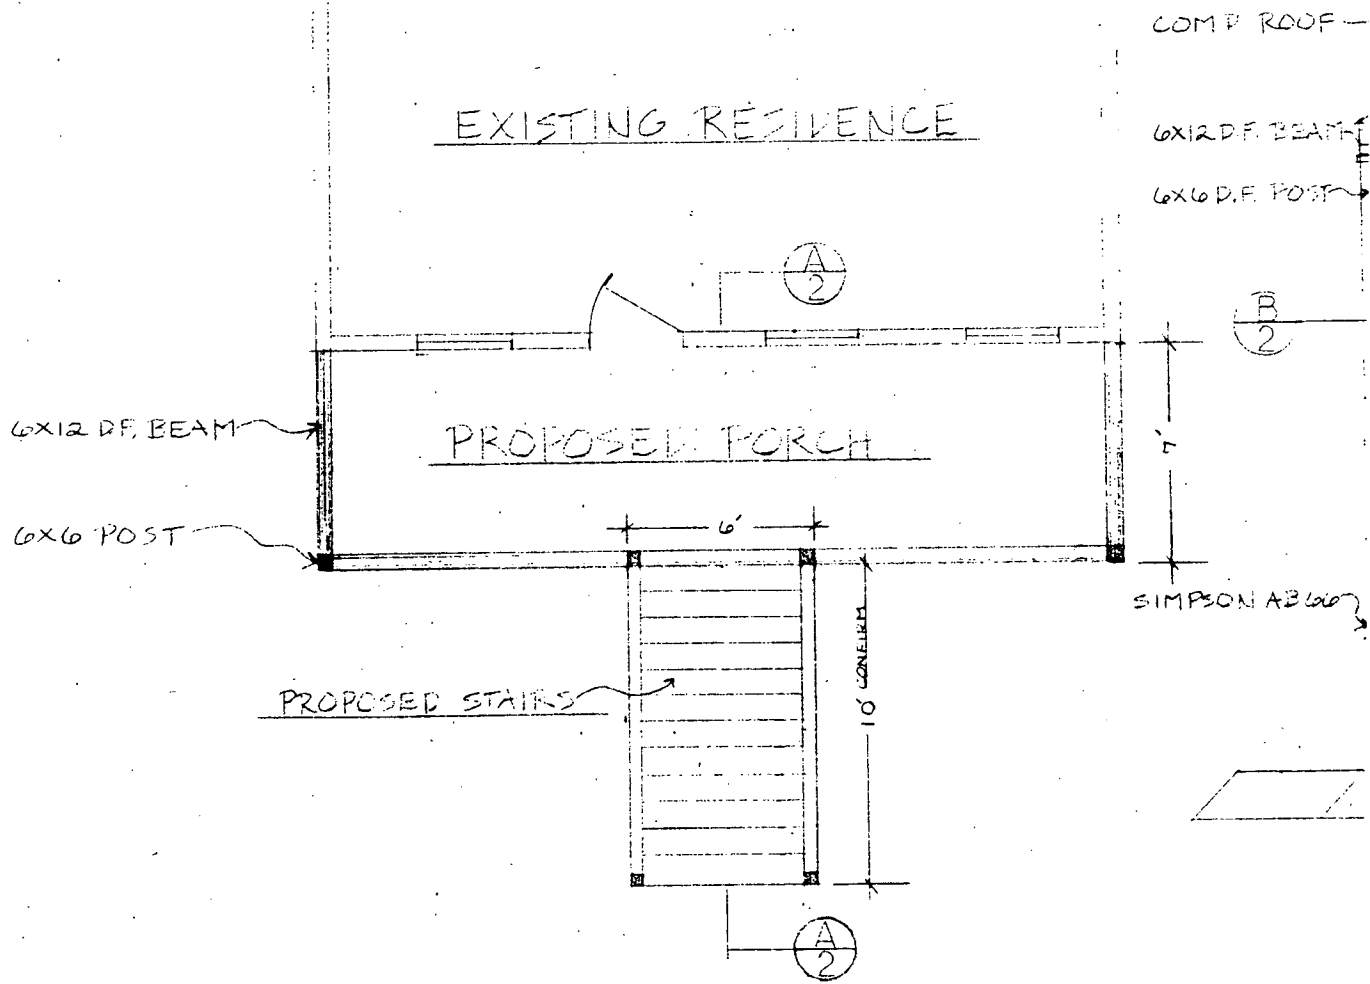 COMP ROOF
EXISTING RESIDENCE
6X12 D.F. BEAM
6X6 D.F. POST
A
2
B
2
6X12 D.F. BEAM
PROPOSED PORCH
7'
6X6 POST
6'
SIMPSON AB66
10' CONFIRM
PROPOSED STAIRS
A
2